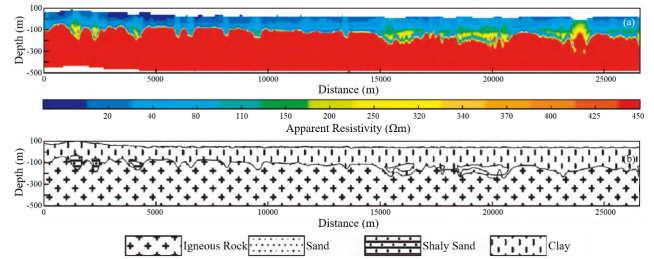 (a)
Depth (m)
100
-100
-300
-500
0 5000 10000 15000 20000 25000
Distance (m)
20 40 80 110 150 200 250 320 340 370 400 425 450
Apparent Resistivity (Ωm)
(b)
Depth (m)
100
-100
-300
-500
0 5000 10000 15000 20000 25000
Distance (m)
Igneous Rock Sand Shaly Sand Clay